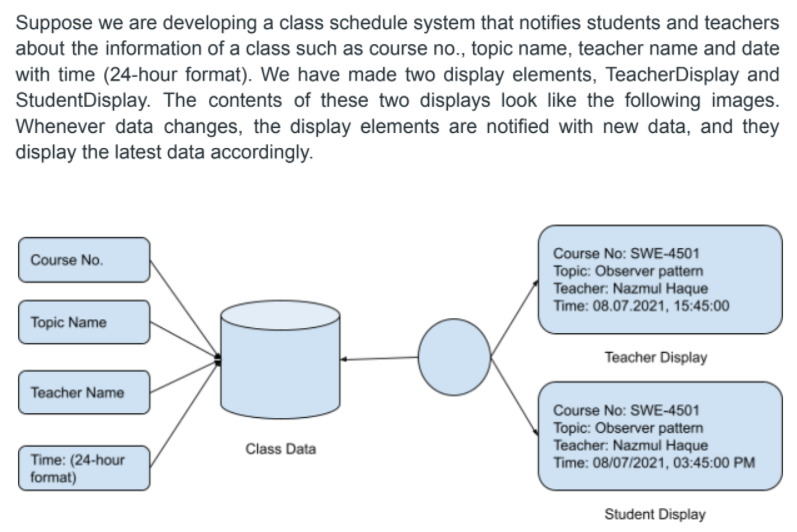 Suppose we are developing a class schedule system that notifies students and teachers
about the information of a class such as course no., topic name, teacher name and date
with time (24-hour format). We have made two display elements, TeacherDisplay and
StudentDisplay. The contents of these two displays look like the following images.
Whenever data changes, the display elements are notified with new data, and they
display the latest data accordingly.
Course No.
Topic Name
Teacher Name
Time: (24-hour
format)
Class Data
Course No: SWE-4501
Topic: Observer pattern
Teacher: Nazmul Haque
Time: 08.07.2021, 15:45:00
Teacher Display
Course No: SWE-4501
Topic: Observer pattern
Teacher: Nazmul Haque
Time: 08/07/2021, 03:45:00 PM
Student Display